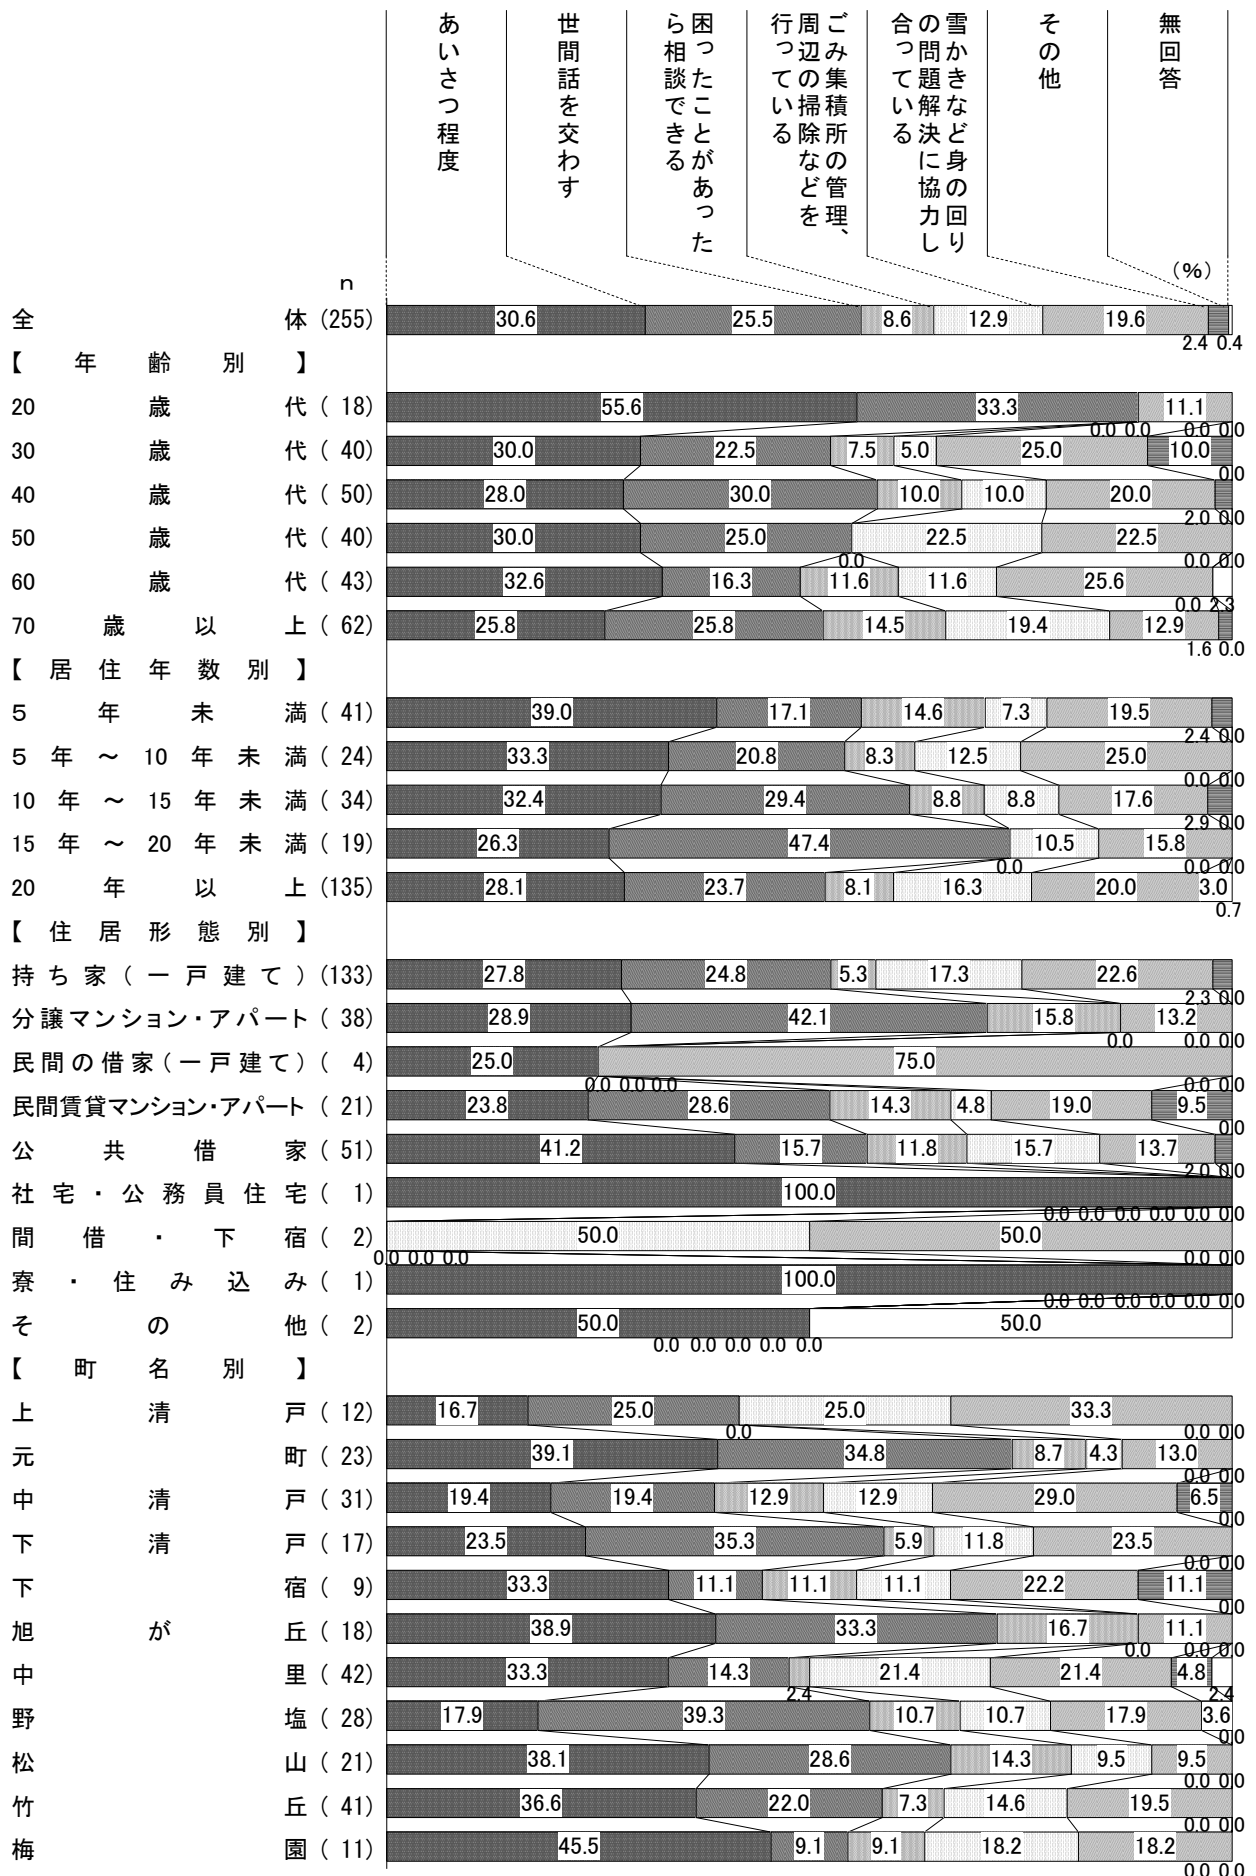 あいさつ程度
世間話を交わす
困ったことがあった
ら相談できる
ごみ集積所の管理、
周辺の掃除などを
行っている
雪かきなど身の回り
の問題解決に協力し
合っている
その他
無回答
(%)
n
全体(255) 30.6 25.5 8.6 12.9 19.6
2.4 0.4
【年齢別】
20歳代( 18) 55.6 33.3 11.1
0.0 0.0 0.0 0.0
30歳代( 40) 30.0 22.5 7.5 5.0 25.0 10.0
0.0
40歳代( 50) 28.0 30.0 10.0 10.0 20.0
2.0 0.0
50歳代( 40) 30.0 25.0 22.5 22.5
0.0 0.0 0.0
60歳代( 43) 32.6 16.3 11.6 11.6 25.6
0.0 2.3
70歳以上( 62) 25.8 25.8 14.5 19.4 12.9
1.6 0.0
【居住年数別】
5年未満( 41) 39.0 17.1 14.6 7.3 19.5
2.4 0.0
5年～10年未満( 24) 33.3 20.8 8.3 12.5 25.0
0.0 0.0
10年～15年未満( 34) 32.4 29.4 8.8 8.8 17.6
2.9 0.0
15年～20年未満( 19) 26.3 47.4 10.5 15.8
0.0 0.0 0.0
20年以上(135) 28.1 23.7 8.1 16.3 20.0 3.0
0.7
【住居形態別】
持ち家(一戸建て)(133) 27.8 24.8 5.3 17.3 22.6
2.3 0.0
分譲マンション・アパート( 38) 28.9 42.1 15.8 13.2
0.0 0.0 0.0
民間の借家(一戸建て)( 4) 25.0 75.0
0.0 0.0 0.0 0.0 0.0
民間賃貸マンション・アパート( 21) 23.8 28.6 14.3 4.8 19.0 9.5
0.0
公共借家( 51) 41.2 15.7 11.8 15.7 13.7
2.0 0.0
社宅・公務員住宅( 1) 100.0
0.0 0.0 0.0 0.0 0.0 0.0
間借・下宿( 2) 50.0 50.0
0.0 0.0 0.0 0.0 0.0
寮・住み込み( 1) 100.0
0.0 0.0 0.0 0.0 0.0 0.0
その他( 2) 50.0 50.0
0.0 0.0 0.0 0.0 0.0
【町名別】
上清戸( 12) 16.7 25.0 25.0 33.3
0.0 0.0 0.0
元町( 23) 39.1 34.8 8.7 4.3 13.0
0.0 0.0
中清戸( 31) 19.4 19.4 12.9 12.9 29.0 6.5
0.0
下清戸( 17) 23.5 35.3 5.9 11.8 23.5
0.0 0.0
下宿( 9) 33.3 11.1 11.1 11.1 22.2 11.1
0.0
旭が丘( 18) 38.9 33.3 16.7 11.1
0.0 0.0 0.0
中里( 42) 33.3 14.3 21.4 21.4 4.8
2.4 2.4
野塩( 28) 17.9 39.3 10.7 10.7 17.9 3.6
0.0
松山( 21) 38.1 28.6 14.3 9.5 9.5
0.0 0.0
竹丘( 41) 36.6 22.0 7.3 14.6 19.5
0.0 0.0
梅園( 11) 45.5 9.1 9.1 18.2 18.2
0.0 0.0